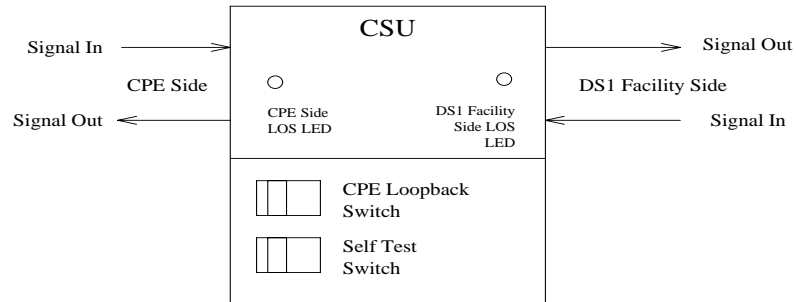 CSU
Signal In
Signal Out
CPE Side
DS1 Facility Side
CPE Side
LOS LED
DS1 Facility
Side LOS
LED
Signal Out
Signal In
CPE Loopback
Switch
Self Test
Switch